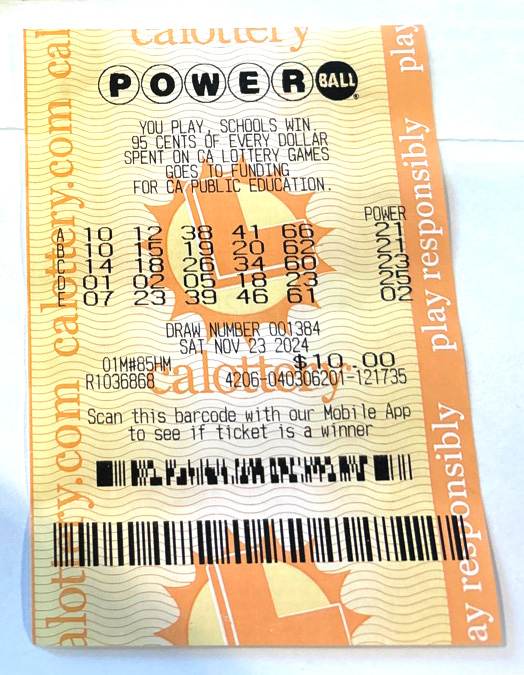 calottery
POWERBALL
YOU PLAY, SCHOOLS WIN
95 CENTS OF EVERY DOLLAR
SPENT ON CA LOTTERY GAMES
GOES TO FUNDING
FOR CA PUBLIC EDUCATION.
POWER
A 10 12 38 41 66 21
B 10 15 19 20 62 21
C 14 18 26 34 60 23
D 01 02 05 18 23 25
E 07 23 39 46 61 02
DRAW NUMBER 001384
SAT NOV 23 2024
01M#85HM $10.00
R1036868 4206-040306201-121735
calottery
Scan this barcode with our Mobile App
to see if ticket is a winner
calottery.com calottery.com cal
play responsibly play responsibly play